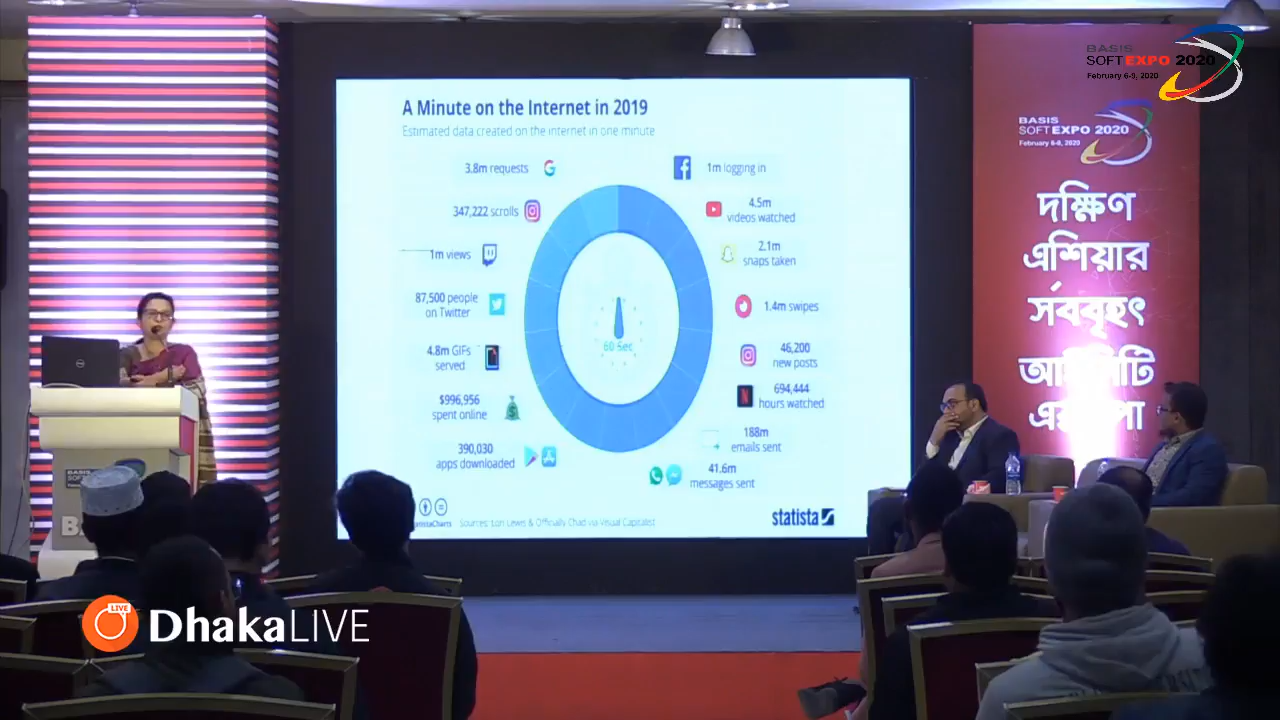 BASIS
SOFTEXPO 2020
February 6-9, 2020
BASIS
SOFTEXPO 2020
February 6-9, 2020
দক্ষিণ
এশিয়ার
সর্ববৃহৎ
A Minute on the Internet in 2019
Estimated data created on the internet in one minute
3.8m requests
347,222 scrolls
1m views
87,500 people
on Twitter
4.8m GIFs
served
$996,956
spent online
390,030
apps downloaded
1m logging in
4.5m
videos watched
2.1m
snaps taken
1.4m swipes
46,200
new posts
694,444
hours watched
188m
emails sent
41.6m
messages sent
60 Sec
Sources: Lori Lewis & Officially Chad via Visual Capitalist
statista
DELL
BASIS
LIVE
DhakaLIVE